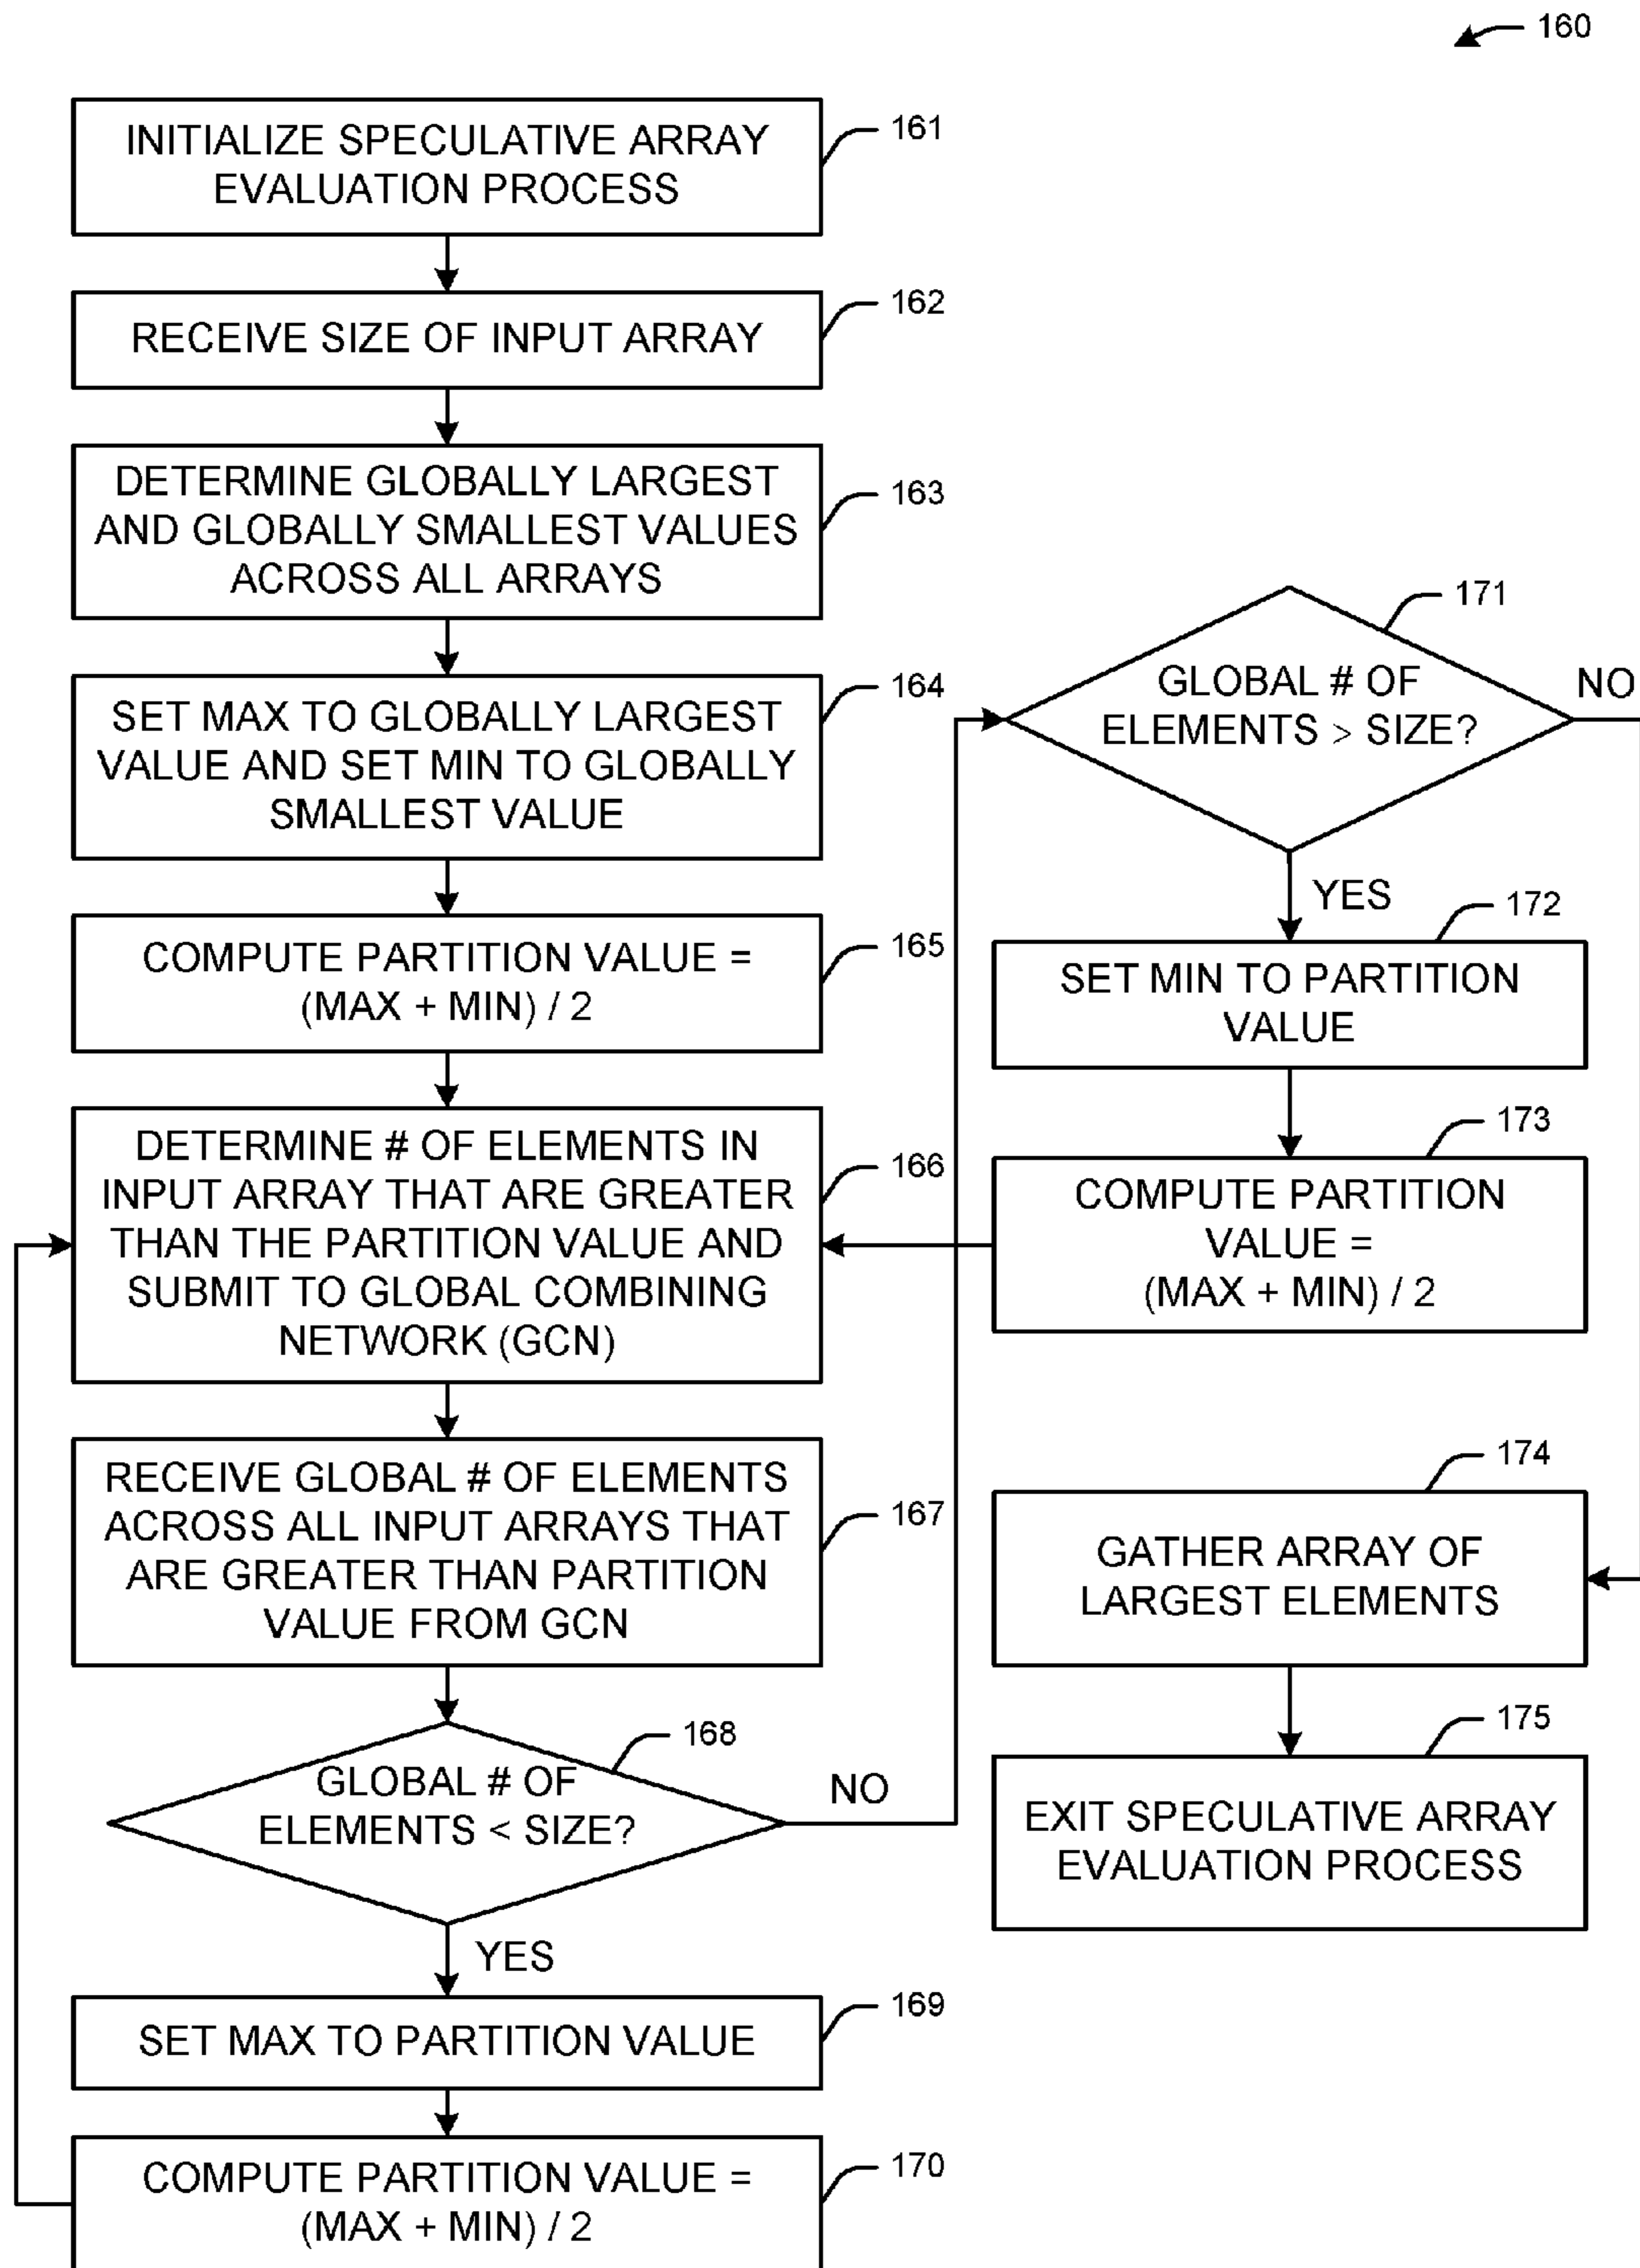 160
INITIALIZE SPECULATIVE ARRAY
EVALUATION PROCESS
161
RECEIVE SIZE OF INPUT ARRAY
162
DETERMINE GLOBALLY LARGEST
AND GLOBALLY SMALLEST VALUES
ACROSS ALL ARRAYS
163
SET MAX TO GLOBALLY LARGEST
VALUE AND SET MIN TO GLOBALLY
SMALLEST VALUE
164
COMPUTE PARTITION VALUE =
(MAX + MIN) / 2
165
DETERMINE # OF ELEMENTS IN
INPUT ARRAY THAT ARE GREATER
THAN THE PARTITION VALUE AND
SUBMIT TO GLOBAL COMBINING
NETWORK (GCN)
166
RECEIVE GLOBAL # OF ELEMENTS
ACROSS ALL INPUT ARRAYS THAT
ARE GREATER THAN PARTITION
VALUE FROM GCN
167
GLOBAL # OF
ELEMENTS < SIZE?
168
NO
YES
SET MAX TO PARTITION VALUE
169
COMPUTE PARTITION VALUE =
(MAX + MIN) / 2
170
GLOBAL # OF
ELEMENTS > SIZE?
171
NO
YES
SET MIN TO PARTITION
VALUE
172
COMPUTE PARTITION
VALUE =
(MAX + MIN) / 2
173
GATHER ARRAY OF
LARGEST ELEMENTS
174
EXIT SPECULATIVE ARRAY
EVALUATION PROCESS
175